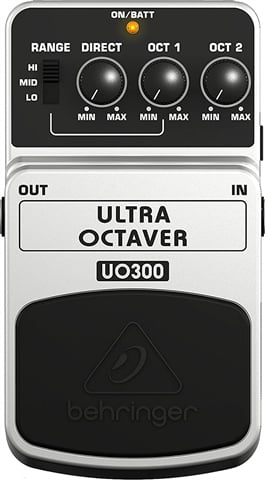 ON/BATT
RANGE DIRECT OCT 1 OCT 2
HI
MID
LO
MIN MAX MIN MAX MIN MAX
OUT IN
ULTRA
OCTAVER
UO300
behringer